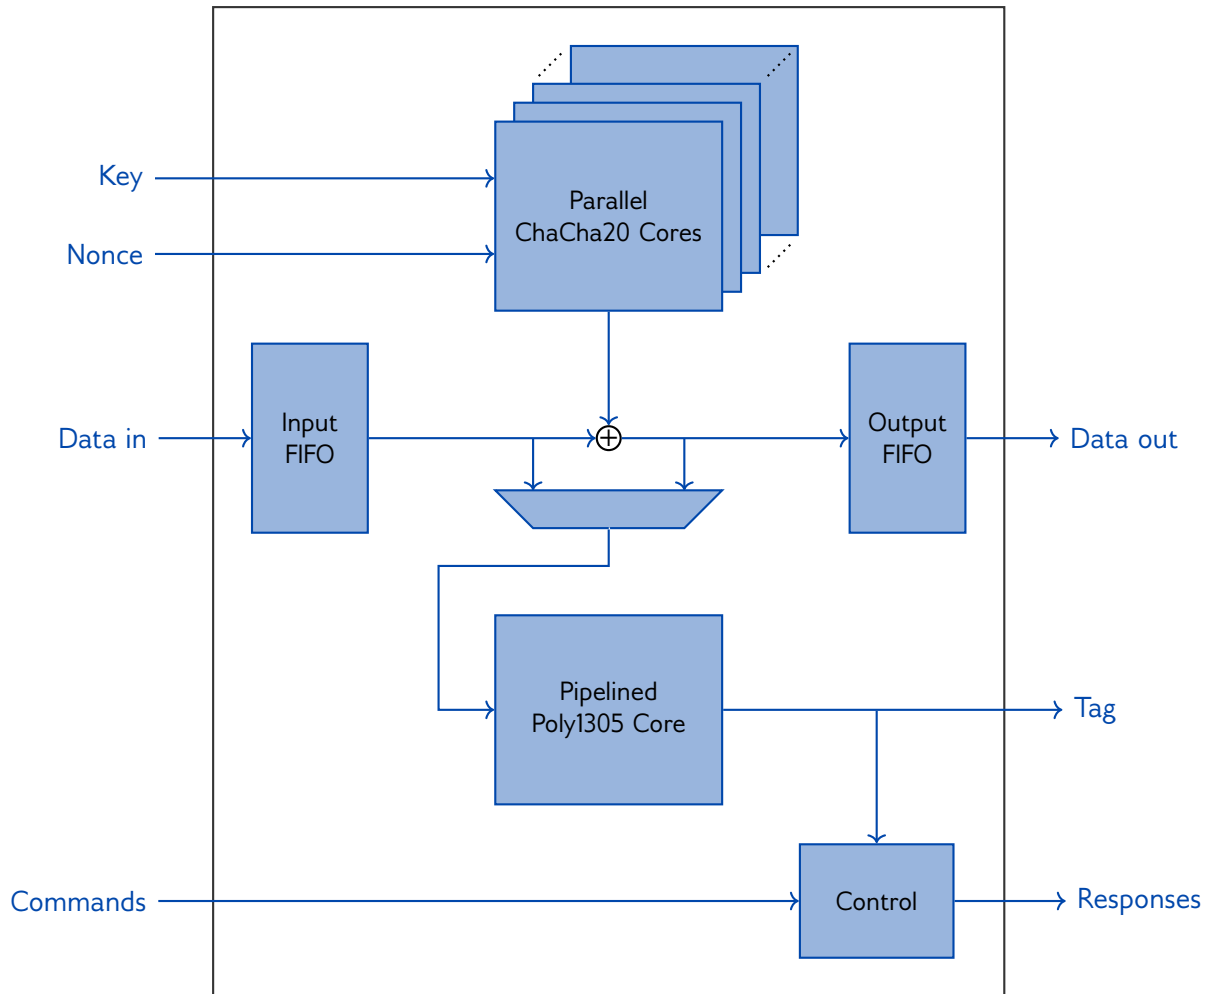 Key
Nonce
Parallel
ChaCha20 Cores
Data in
Input
FIFO
Output
FIFO
Data out
Pipelined
Poly1305 Core
Tag
Commands
Control
Responses